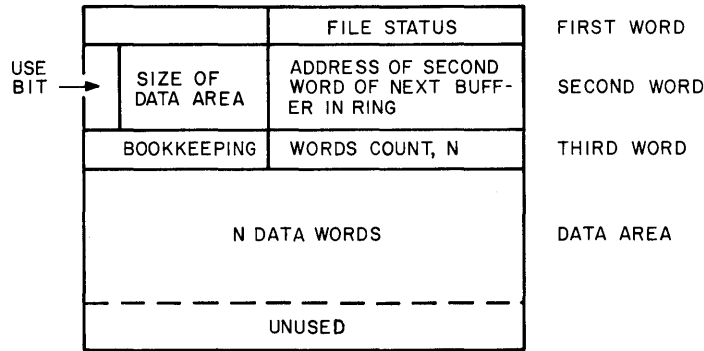 FILE STATUS
FIRST WORD
USE
BIT
SIZE OF
DATA AREA
ADDRESS OF SECOND
WORD OF NEXT BUFF-
ER IN RING
SECOND WORD
BOOKKEEPING
WORDS COUNT, N
THIRD WORD
N DATA WORDS
DATA AREA
UNUSED